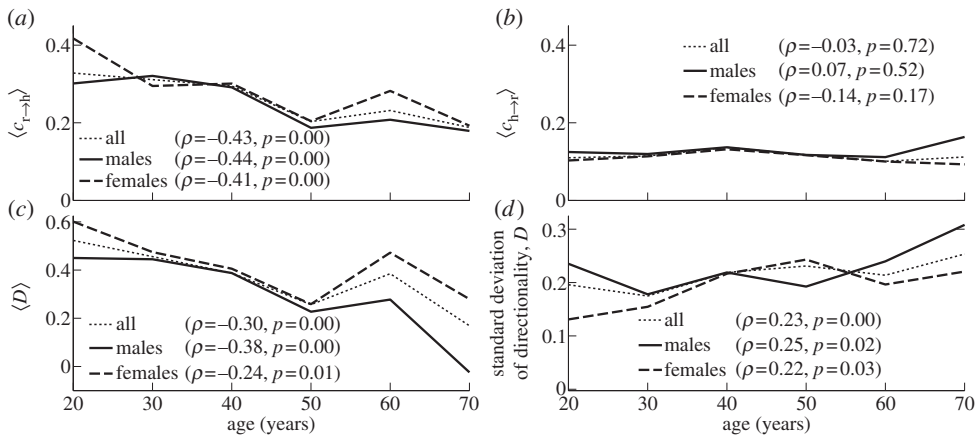 (a)
0.4
0.2
0
⟨c r→h⟩
all (ρ=–0.43, p=0.00)
males (ρ=–0.44, p=0.00)
females (ρ=–0.41, p=0.00)
(b)
0.4
0.2
0
⟨c h→r⟩
all (ρ=–0.03, p=0.72)
males (ρ=0.07, p=0.52)
females (ρ=–0.14, p=0.17)
(c)
0.6
0.4
0.2
0
⟨D⟩
all (ρ=–0.30, p=0.00)
males (ρ=–0.38, p=0.00)
females (ρ=–0.24, p=0.01)
20 30 40 50 60 70
age (years)
(d)
0.3
0.2
0.1
0
standard deviation
of directionality, D
all (ρ=0.23, p=0.00)
males (ρ=0.25, p=0.02)
females (ρ=0.22, p=0.03)
20 30 40 50 60 70
age (years)